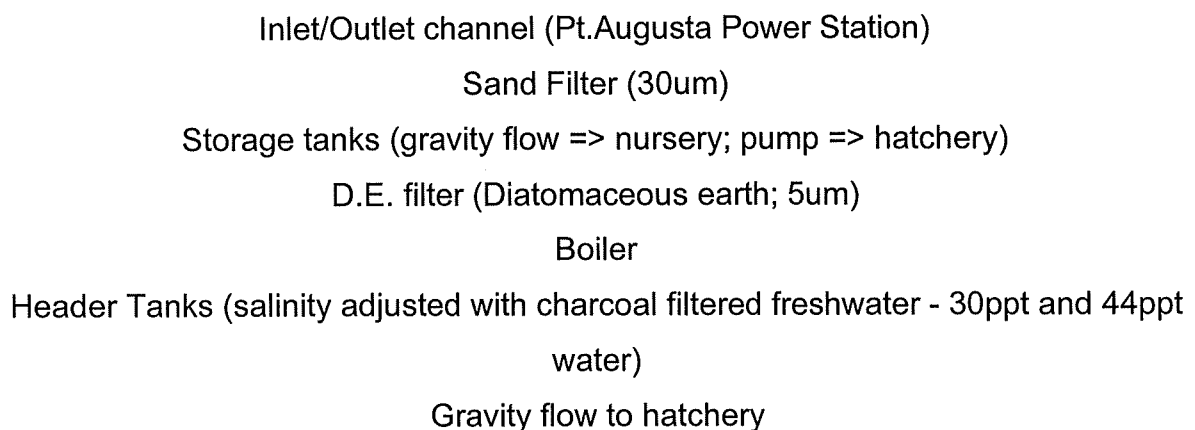 Inlet/Outlet channel (Pt.Augusta Power Station)
Sand Filter (30um)
Storage tanks (gravity flow => nursery; pump => hatchery)
D.E. filter (Diatomaceous earth; 5um)
Boiler
Header Tanks (salinity adjusted with charcoal filtered freshwater - 30ppt and 44ppt
water)
Gravity flow to hatchery